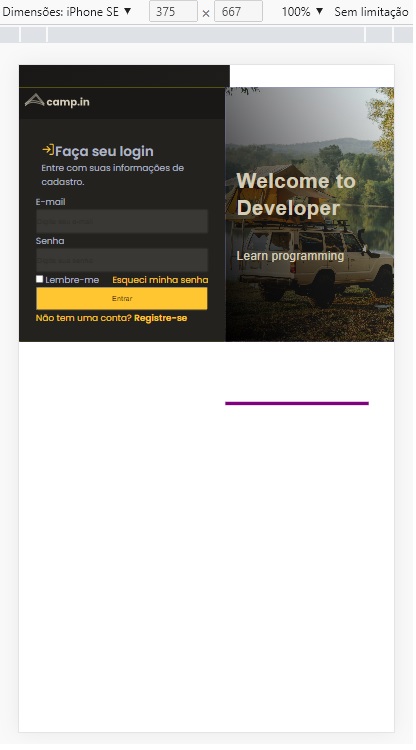 Dimensões: iPhone SE ▼ 375 × 667 100% ▼ Sem limitação
camp.in
Faça seu login
Entre com suas informações de
cadastro.
E-mail
Senha
Lembre-me Esqueci minha senha
Entrar
Não tem uma conta? Registre-se
Welcome to
Developer
Learn programming